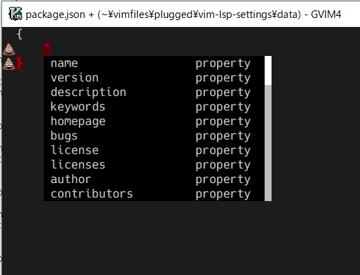 package.json + (~¥vimfiles¥plugged¥vim-lsp-settings¥data) - GVIM4
{
"
}
name property
version property
description property
keywords property
homepage property
bugs property
license property
licenses property
author property
contributors property